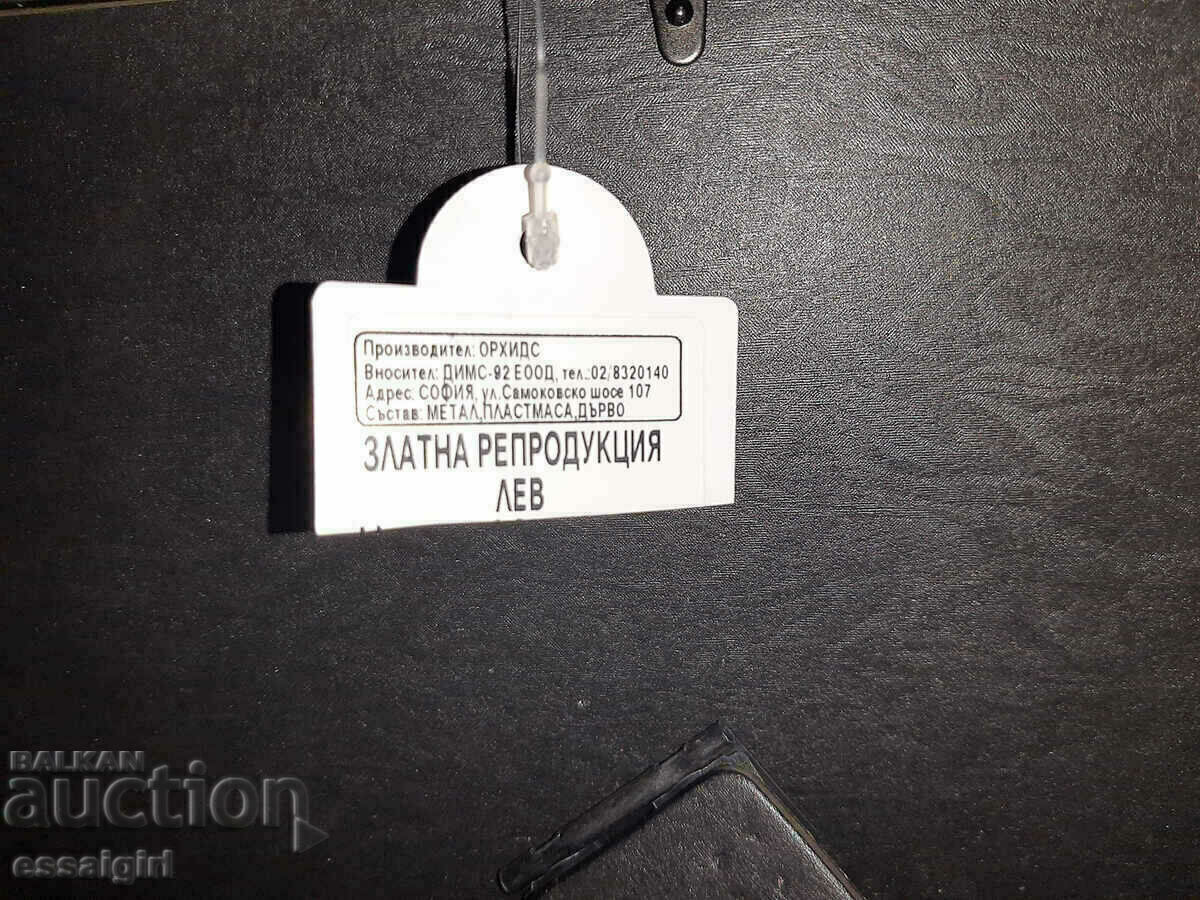 Производител: ОРХИДС
Вносител: ДИМС-92 ЕООД, тел.:02/8320140
Адрес: СОФИЯ, ул.Самоковско шосе 107
Състав: МЕТАЛ,ПЛАСТМАСА,ДЪРВО
ЗЛАТНА РЕПРОДУКЦИЯ
ЛЕВ
BALKAN
auction
essaigirl